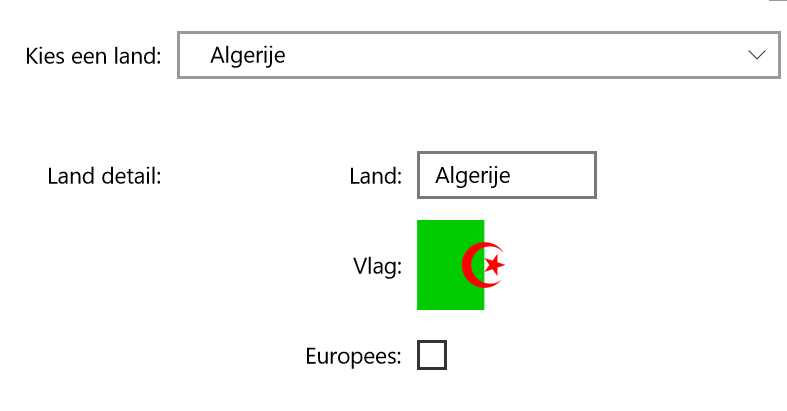 Kies een land: Algerije
Land detail: Land: Algerije
Vlag:
Europees: